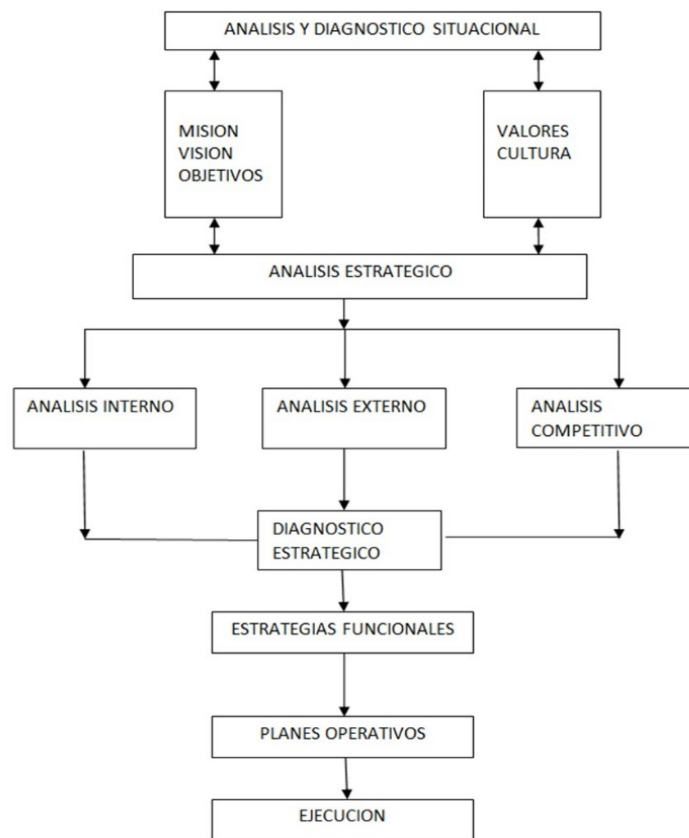 ANALISIS Y DIAGNOSTICO SITUACIONAL
MISION
VISION
OBJETIVOS
VALORES
CULTURA
ANALISIS ESTRATEGICO
ANALISIS INTERNO
ANALISIS EXTERNO
ANALISIS
COMPETITIVO
DIAGNOSTICO
ESTRATEGICO
ESTRATEGIAS FUNCIONALES
PLANES OPERATIVOS
EJECUCION